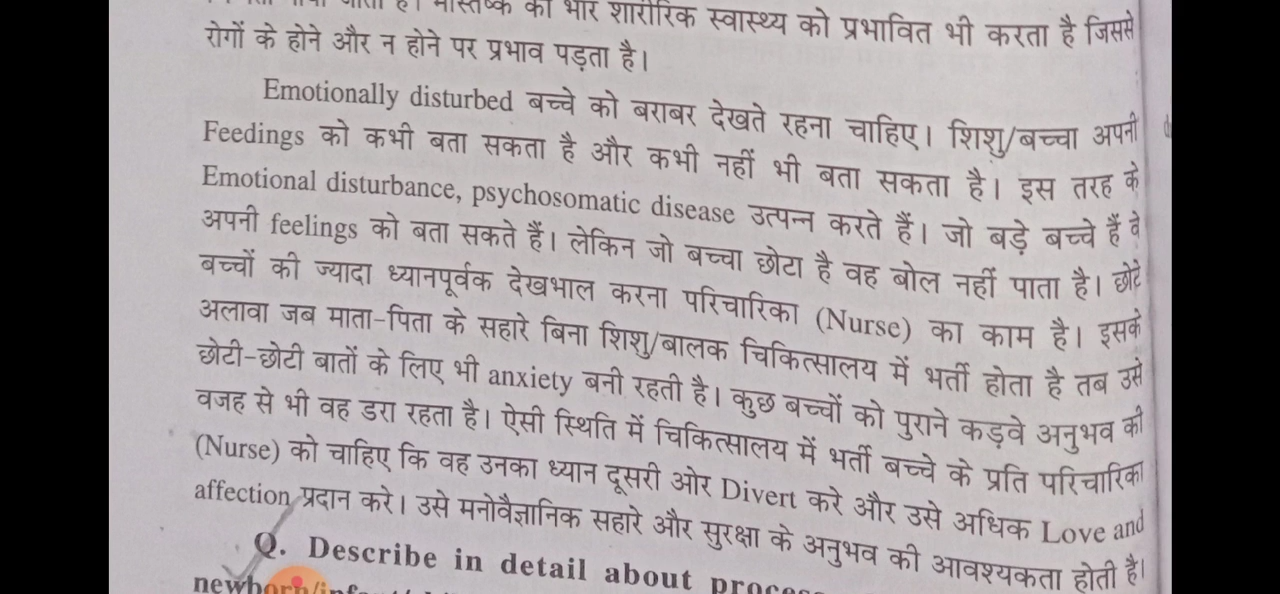 का भार शारीरिक स्वास्थ्य को प्रभावित भी करता है जिससे
रोगों के होने और न होने पर प्रभाव पड़ता है।
Emotionally disturbed बच्चे को बराबर देखते रहना चाहिए। शिशु/बच्चा अपनी
Feedings को कभी बता सकता है और कभी नहीं भी बता सकता है। इस तरह के
Emotional disturbance, psychosomatic disease उत्पन्न करते हैं। जो बड़े बच्चे हैं वे
अपनी feelings को बता सकते हैं। लेकिन जो बच्चा छोटा है वह बोल नहीं पाता है। छोटे
बच्चों की ज्यादा ध्यानपूर्वक देखभाल करना परिचारिका (Nurse) का काम है। इसके
अलावा जब माता-पिता के सहारे बिना शिशु/बालक चिकित्सालय में भर्ती होता है तब उसे
छोटी-छोटी बातों के लिए भी anxiety बनी रहती है। कुछ बच्चों को पुराने कड़वे अनुभव की
वजह से भी वह डरा रहता है। ऐसी स्थिति में चिकित्सालय में भर्ती बच्चे के प्रति परिचारिका
(Nurse) को चाहिए कि वह उनका ध्यान दूसरी ओर Divert करे और उसे अधिक Love and
affection प्रदान करे। उसे मनोवैज्ञानिक सहारे और सुरक्षा के अनुभव की आवश्यकता होती है।
Q. Describe in detail about